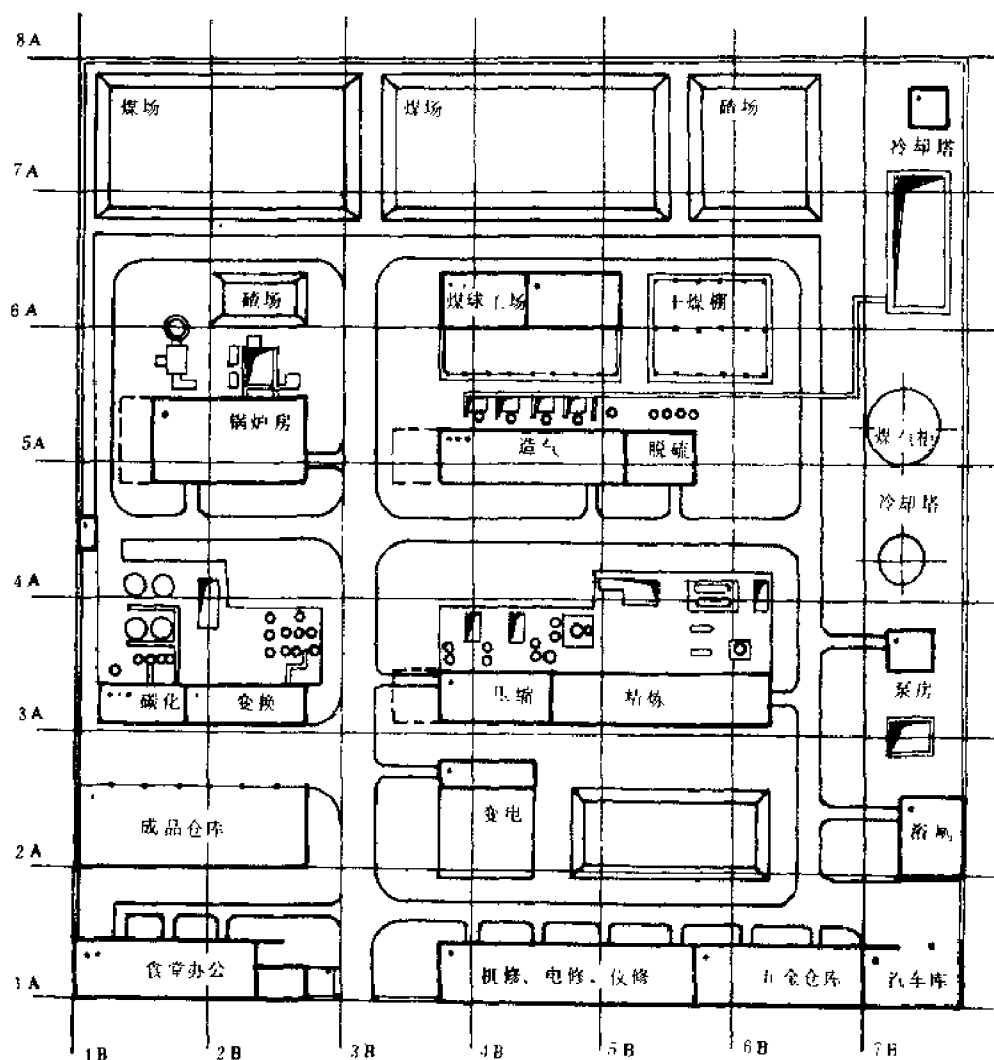 8A
煤场
煤场
碴场
冷却塔
7A
碴场
煤球工场
干煤棚
6A
锅炉房
造气
脱硫
煤气柜
5A
冷却塔
4A
碳化
变换
压缩
精炼
泵房
3A
变电
成品仓库
浴室
2A
食堂办公
机修、电修、仪修
五金仓库
汽车库
1A
1B
2B
3B
4B
5B
6B
7B